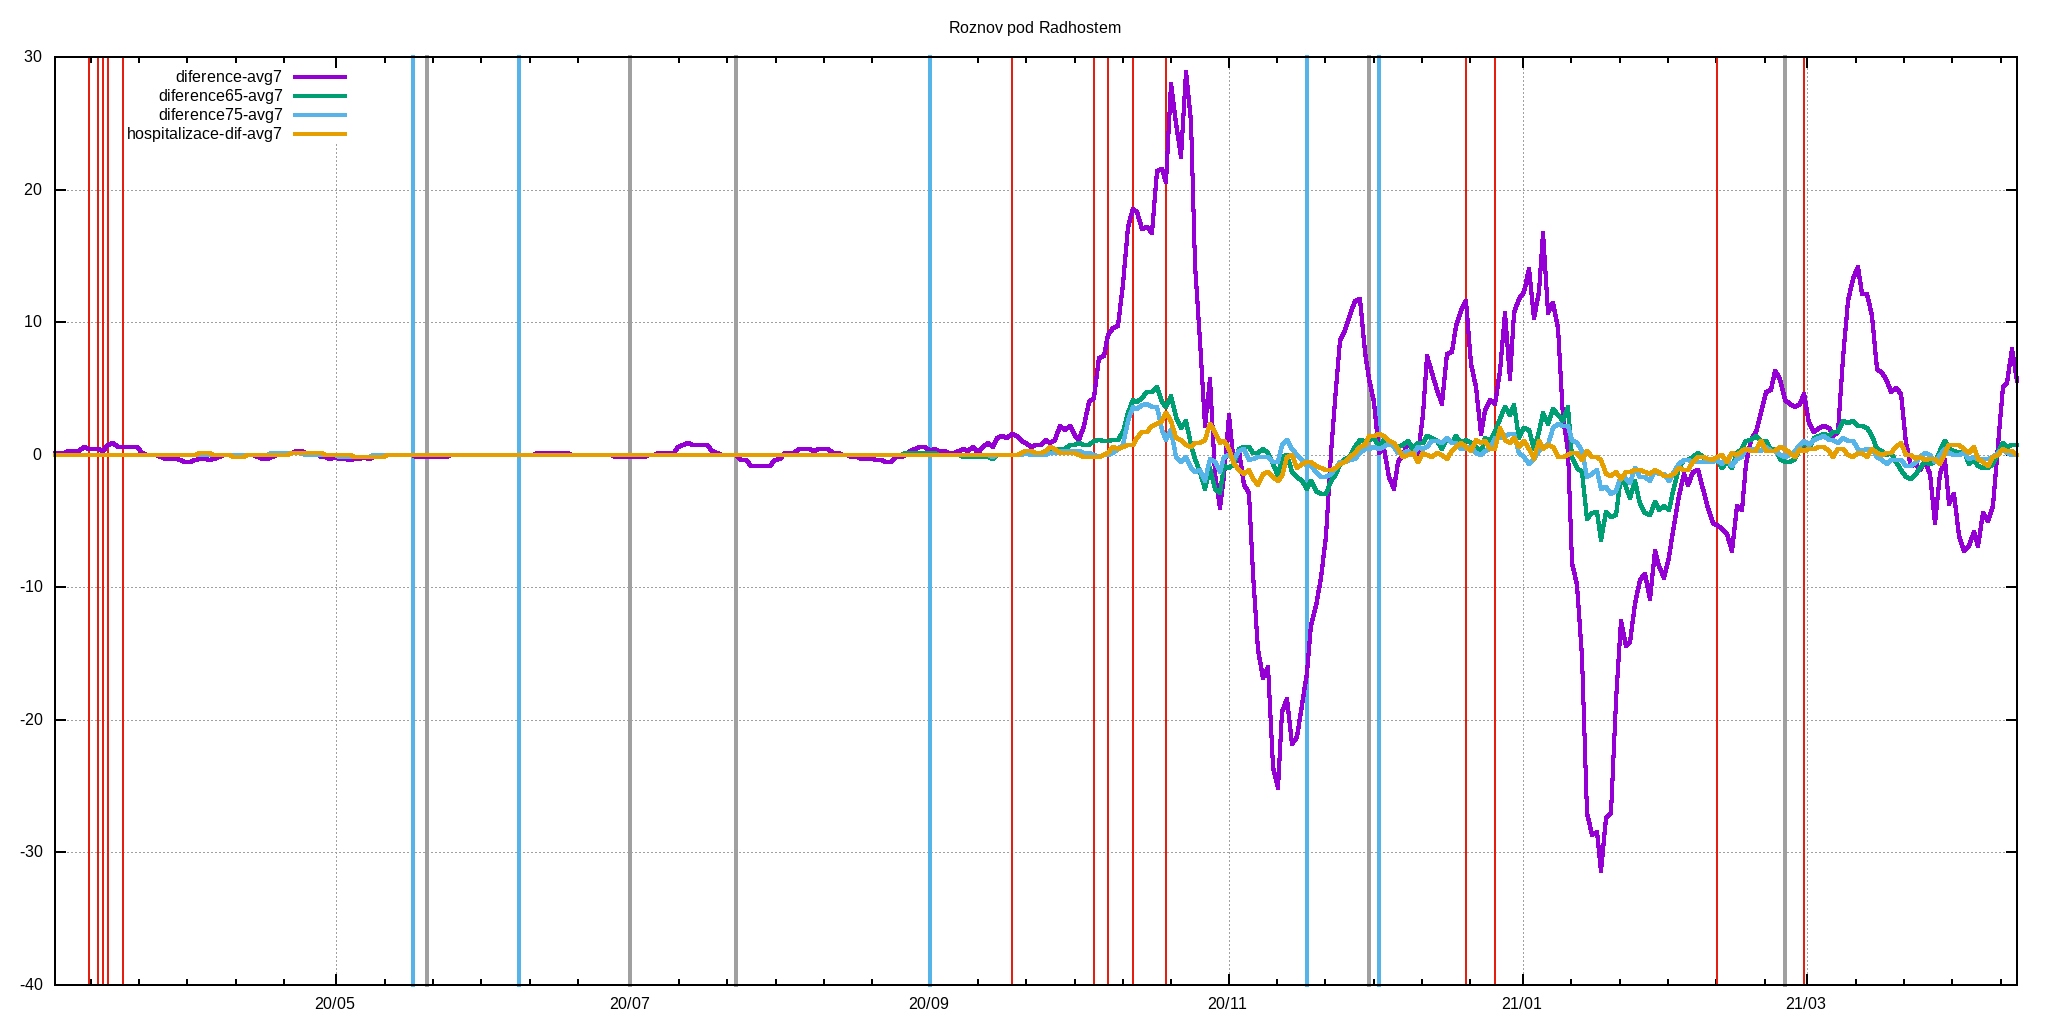 Roznov pod Radhostem
30
20
10
0
-10
-20
-30
-40
diference-avg7
diference65-avg7
diference75-avg7
hospitalizace-dif-avg7
20/05
20/07
20/09
20/11
21/01
21/03